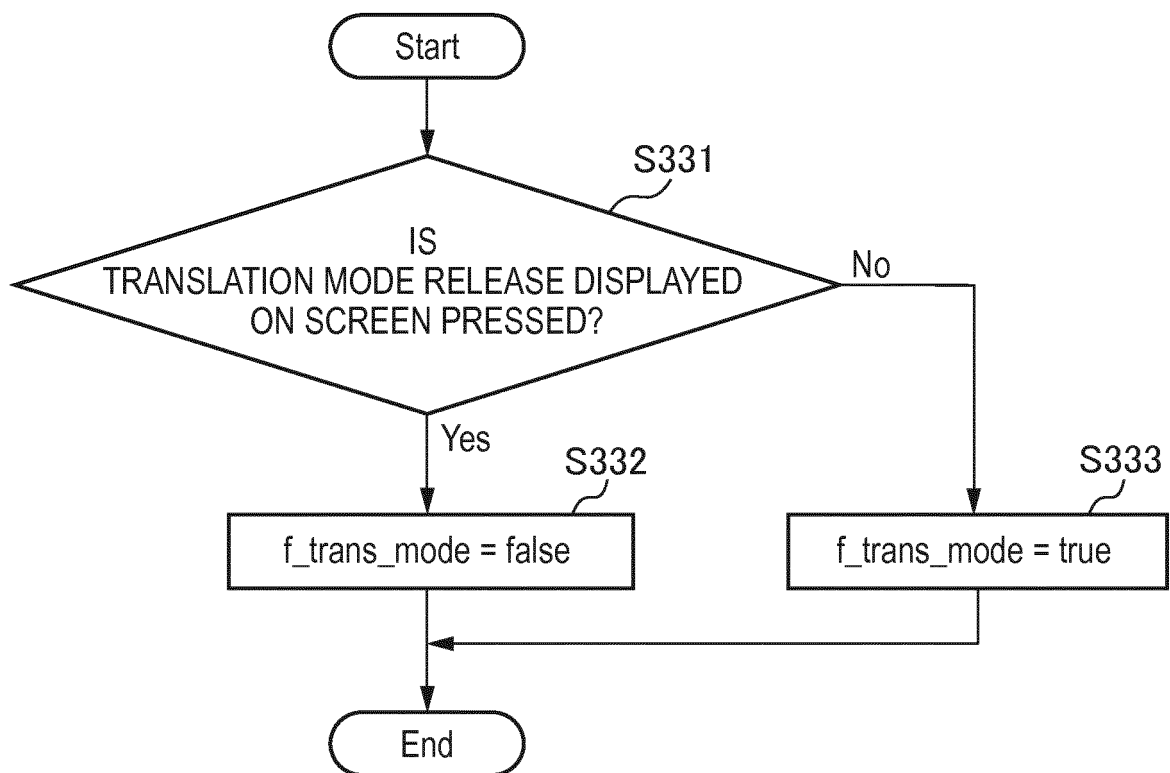 Start
S331
IS
TRANSLATION MODE RELEASE DISPLAYED
ON SCREEN PRESSED?
No
Yes
S332
S333
f_trans_mode = false
f_trans_mode = true
End